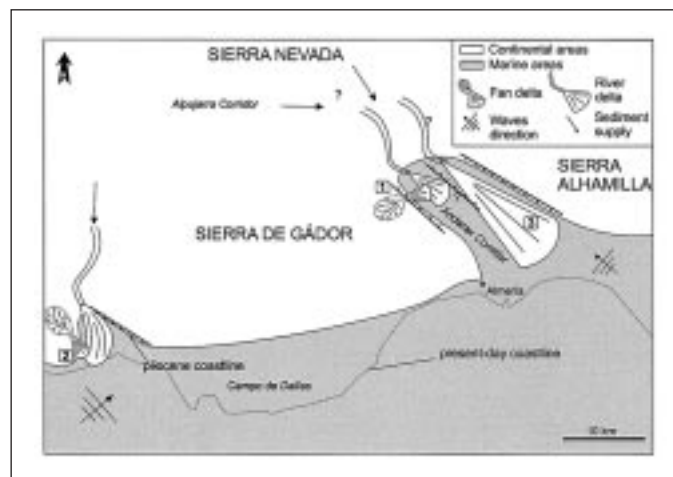 SIERRA NEVADA
Alpujarra Corridor
?
Continental areas
Marine areas
Fan delta
River
delta
Waves
direction
Sediment
supply
SIERRA
ALHAMILLA
1
3
SIERRA DE GÁDOR
Andarax Corridor
Almería
2
pliocene coastline
present-day coastline
Campo de Dalías
10 km